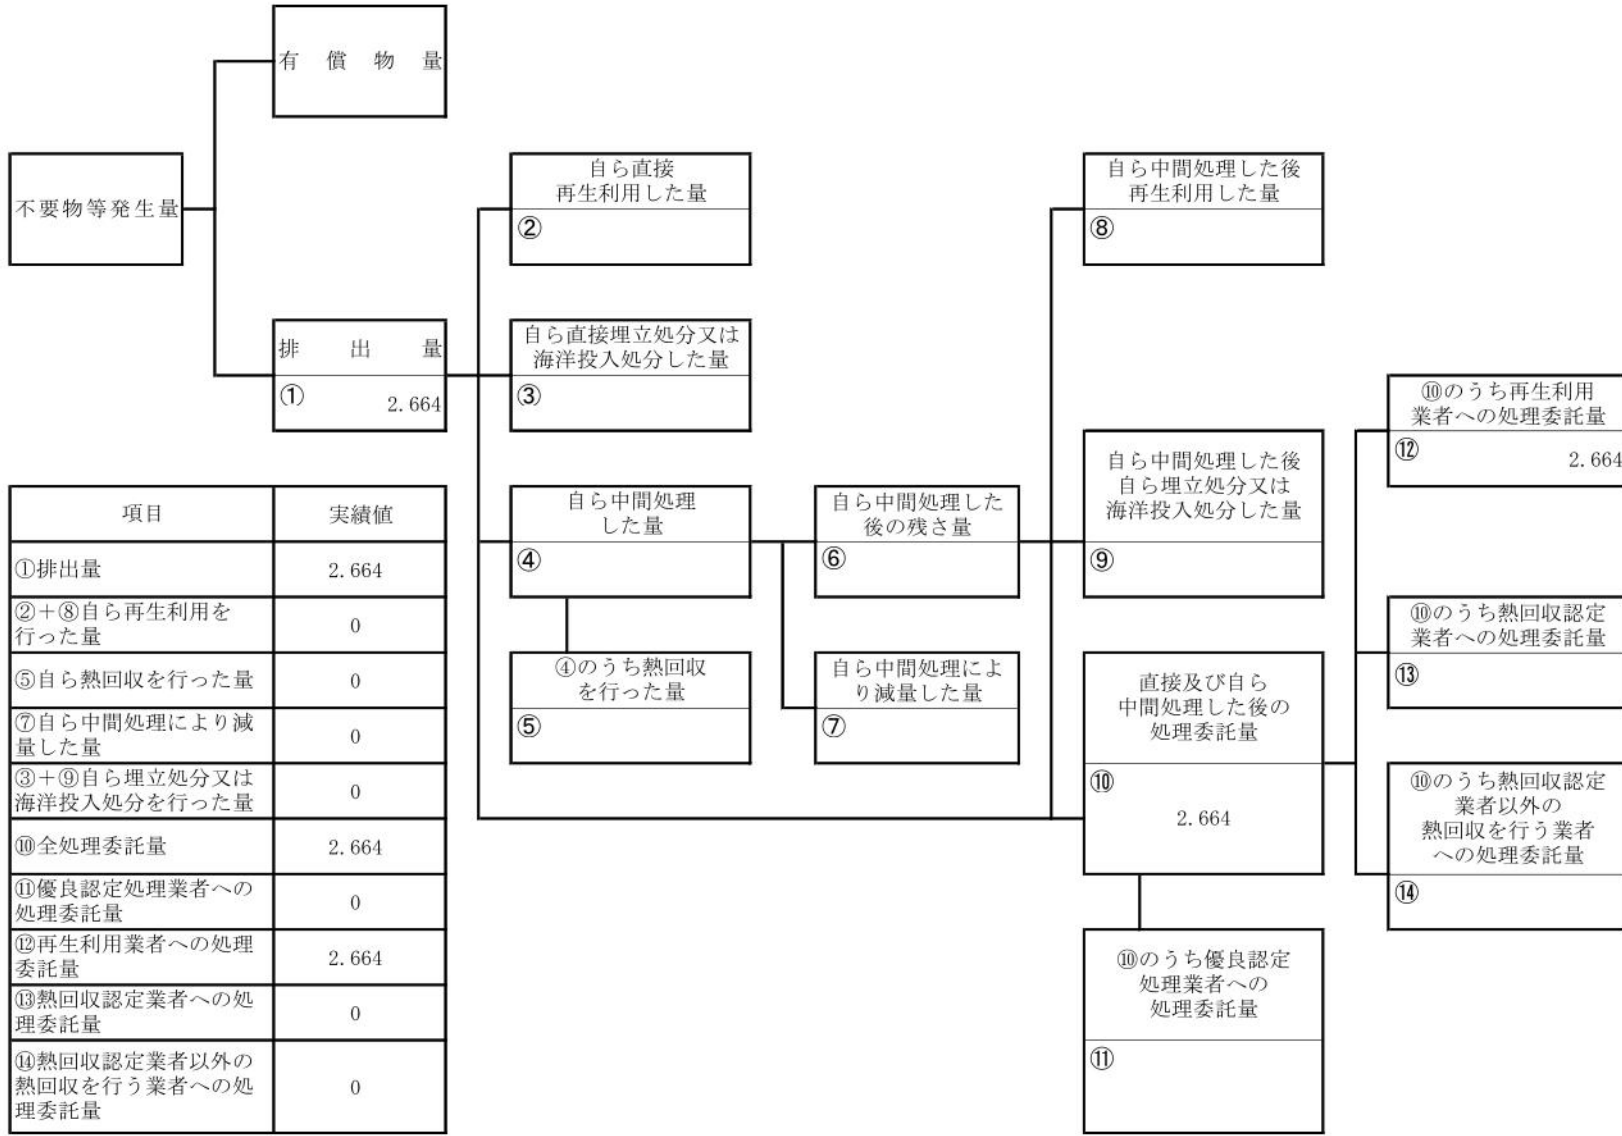 有償物量
不要物等発生量
排出量
①
2.664
自ら直接
再生利用した量
②
自ら直接埋立処分又は
海洋投入処分した量
③
自ら中間処理
した量
④
④のうち熱回収
を行った量
⑤
自ら中間処理した
後の残さ量
⑥
自ら中間処理によ
り減量した量
⑦
自ら中間処理した後
再生利用した量
⑧
自ら中間処理した後
自ら埋立処分又は
海洋投入処分した量
⑨
直接及び自ら
中間処理した後の
処理委託量
⑩
2.664
⑩のうち優良認定
処理業者への
処理委託量
⑪
⑩のうち再生利用
業者への処理委託量
⑫
2.664
⑩のうち熱回収認定
業者への処理委託量
⑬
⑩のうち熱回収認定
業者以外の
熱回収を行う業者
への処理委託量
⑭
項目 実績値
①排出量 2.664
②+⑧自ら再生利用を
行った量 0
⑤自ら熱回収を行った量 0
⑦自ら中間処理により減
量した量 0
③+⑨自ら埋立処分又は
海洋投入処分を行った量 0
⑩全処理委託量 2.664
⑪優良認定処理業者への
処理委託量 0
⑫再生利用業者への処理
委託量 2.664
⑬熱回収認定業者への処
理委託量 0
⑭熱回収認定業者以外の
熱回収を行う業者への処
理委託量 0